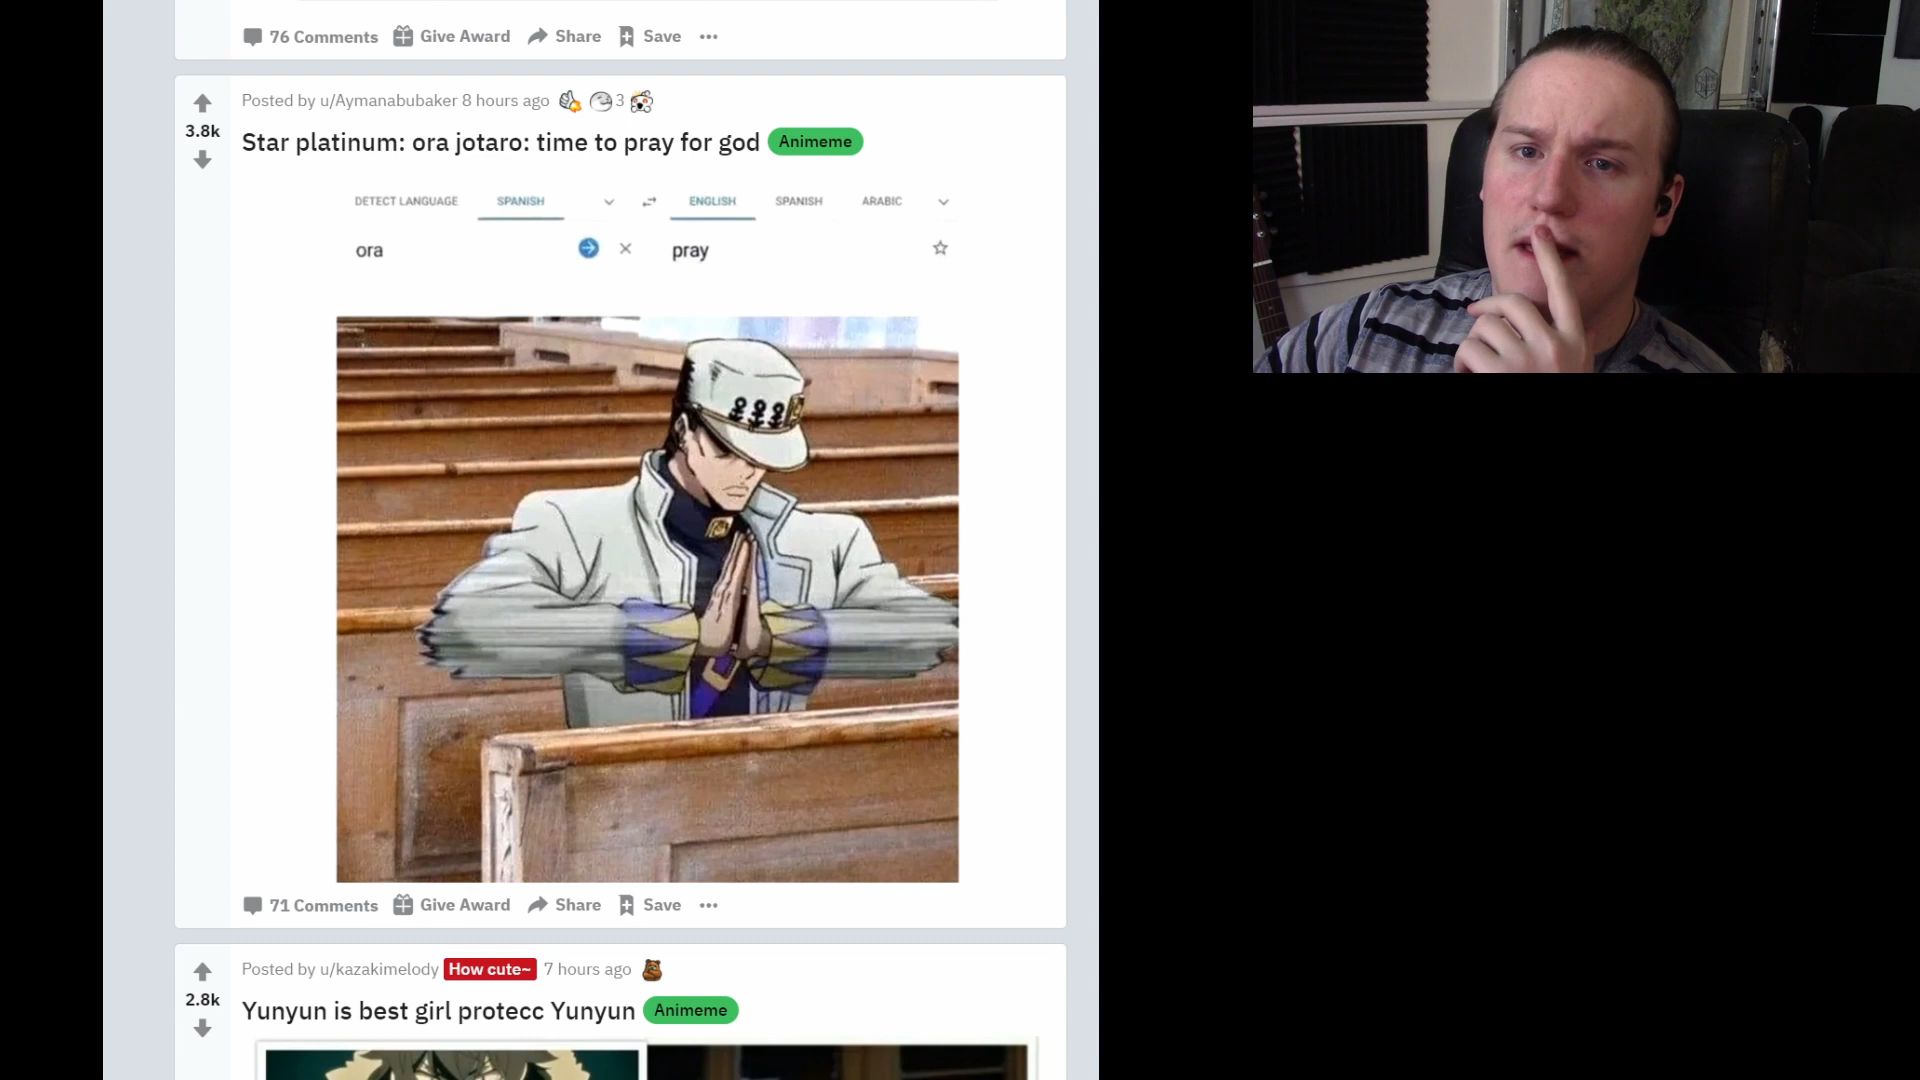 76 Comments Give Award Share Save
Posted by u/Aymanabubaker 8 hours ago 3
3.8k
Star platinum: ora jotaro: time to pray for god Animeme
DETECT LANGUAGE SPANISH ENGLISH SPANISH ARABIC
ora pray
71 Comments Give Award Share Save
Posted by u/kazakimelody How cute~ 7 hours ago
2.8k
Yunyun is best girl protecc Yunyun Animeme